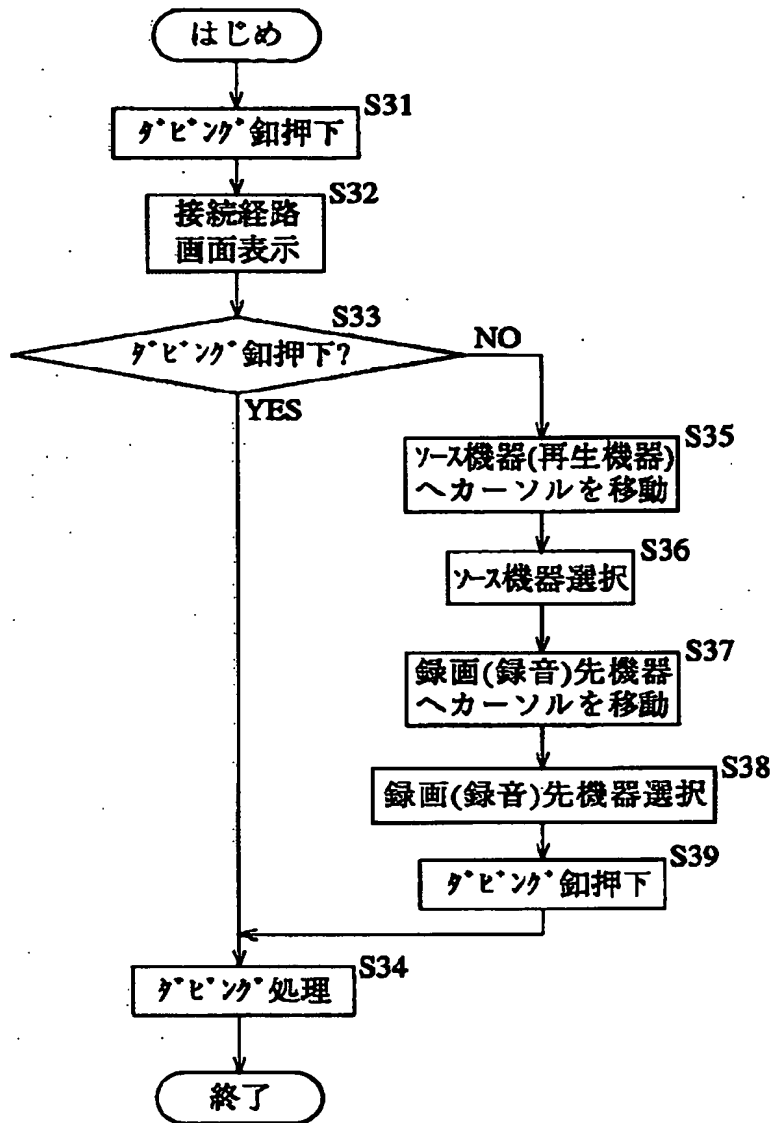 はじめ
S31
ﾀﾞﾋﾞﾝｸﾞ釦押下
S32
接続経路
画面表示
S33
ﾀﾞﾋﾞﾝｸﾞ釦押下?
NO
YES
S35
ｿｰｽ機器(再生機器)
へカーソルを移動
S36
ｿｰｽ機器選択
S37
録画(録音)先機器
へカーソルを移動
S38
録画(録音)先機器選択
S39
ﾀﾞﾋﾞﾝｸﾞ釦押下
S34
ﾀﾞﾋﾞﾝｸﾞ処理
終了